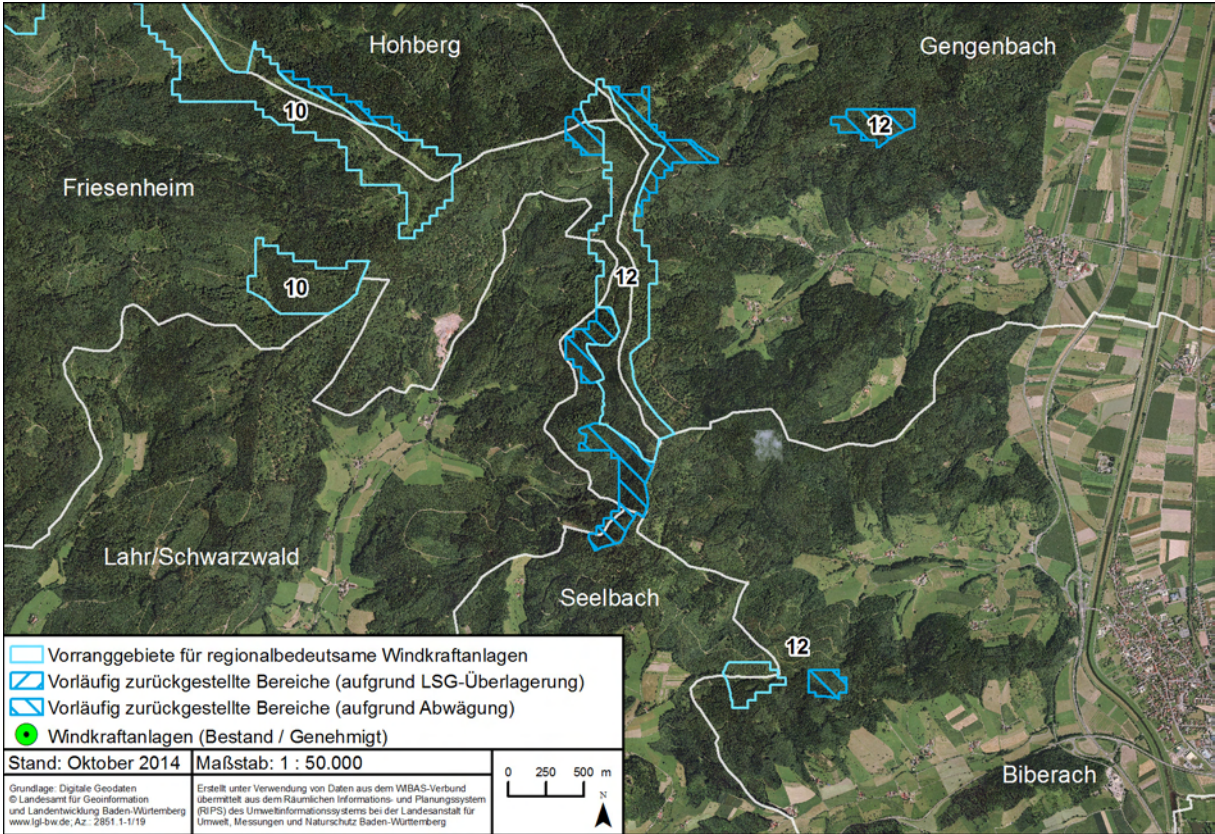 Hohberg
Gengenbach
10
12
Friesenheim
12
10
Lahr/Schwarzwald
Seelbach
12
Biberach
Vorranggebiete für regionalbedeutsame Windkraftanlagen
Vorläufig zurückgestellte Bereiche (aufgrund LSG-Überlagerung)
Vorläufig zurückgestellte Bereiche (aufgrund Abwägung)
Windkraftanlagen (Bestand / Genehmigt)
Stand: Oktober 2014
Maßstab: 1 : 50.000
Grundlage: Digitale Geodaten
© Landesamt für Geoinformation
und Landentwicklung Baden-Würtemberg
www.lgl-bw.de; Az.: 2851.1-1/19
Erstellt unter Verwendung von Daten aus dem WIBAS-Verbund
übermittelt aus dem Räumlichen Informations- und Planungssystem
(RIPS) des Umweltinformationssystems bei der Landesanstalt für
Umwelt, Messungen und Naturschutz Baden-Württemberg
0 250 500 m
N